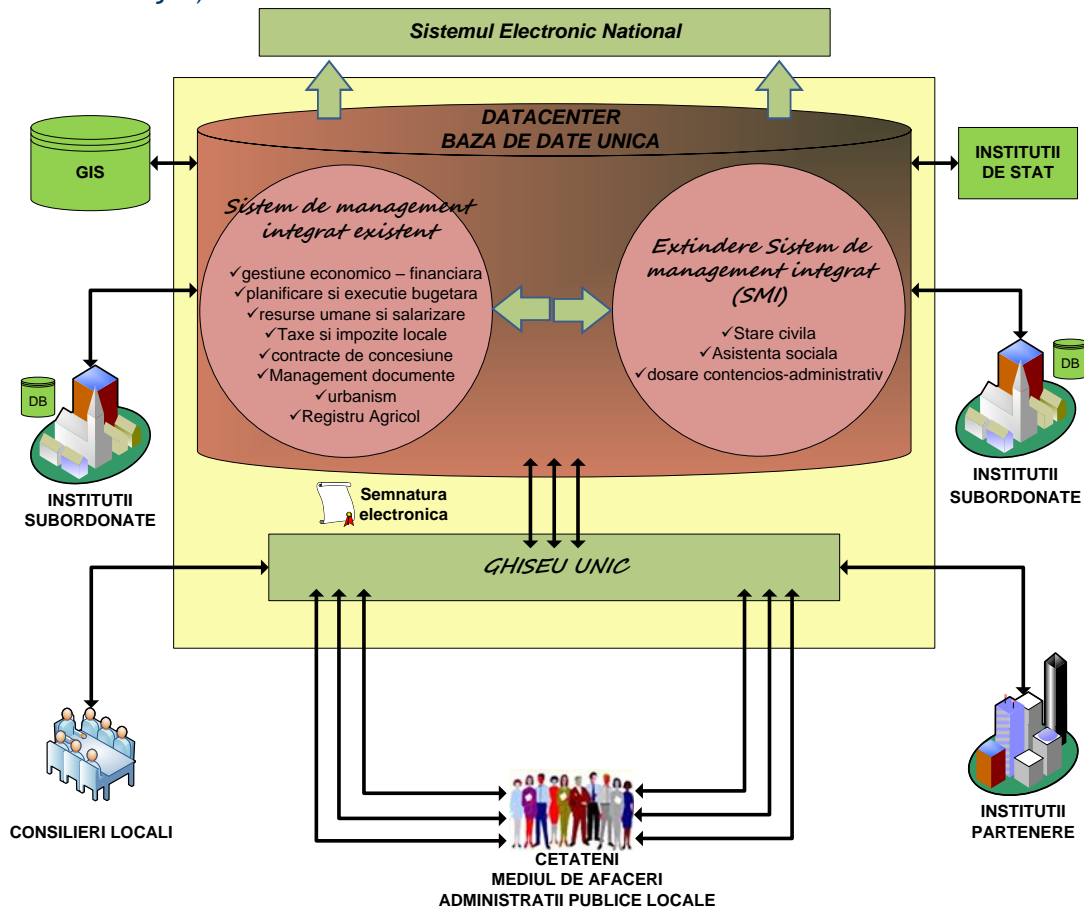 Sistemul Electronic National
DATACENTER
BAZA DE DATE UNICA
GIS
INSTITUTII
DE STAT
Sistem de management
integrat existent
✓gestiune economico – financiara
✓planificare si executie bugetara
✓resurse umane si salarizare
✓Taxe si impozite locale
✓contracte de concesiune
✓Management documente
✓urbanism
✓Registru Agricol
Extindere Sistem de
management integrat
(SMI)
✓Stare civila
✓Asistenta sociala
✓dosare contencios-administrativ
DB
INSTITUTII
SUBORDONATE
DB
INSTITUTII
SUBORDONATE
Semnatura
electronica
GHISEU UNIC
CONSILIERI LOCALI
INSTITUTII
PARTENERE
CETATENI
MEDIUL DE AFACERI
ADMINISTRATII PUBLICE LOCALE